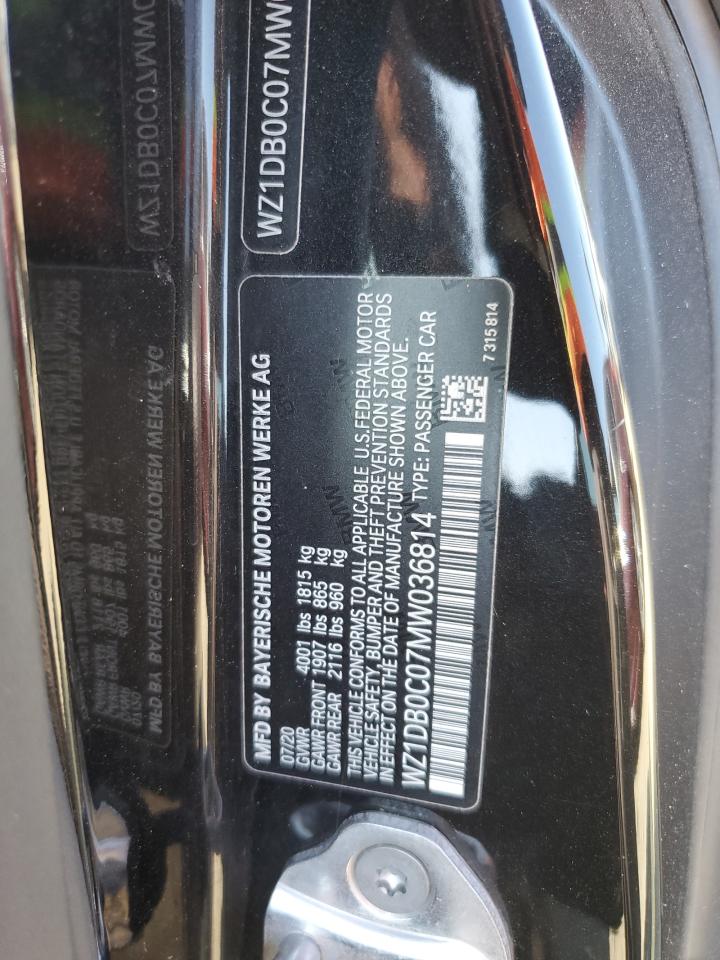 WZ1DB0C07MW
MFD BY BAYERISCHE MOTOREN WERKE AG
07/20
GVWR 4001 lbs 1815 kg
GAWR FRONT 1907 lbs 865 kg
GAWR REAR 2116 lbs 960 kg
THIS VEHICLE CONFORMS TO ALL APPLICABLE U.S.FEDERAL MOTOR
VEHICLE SAFETY, BUMPER AND THEFT PREVENTION STANDARDS
IN EFFECT ON THE DATE OF MANUFACTURE SHOWN ABOVE.
WZ1DB0C07MW036814 TYPE: PASSENGER CAR
7 315 814